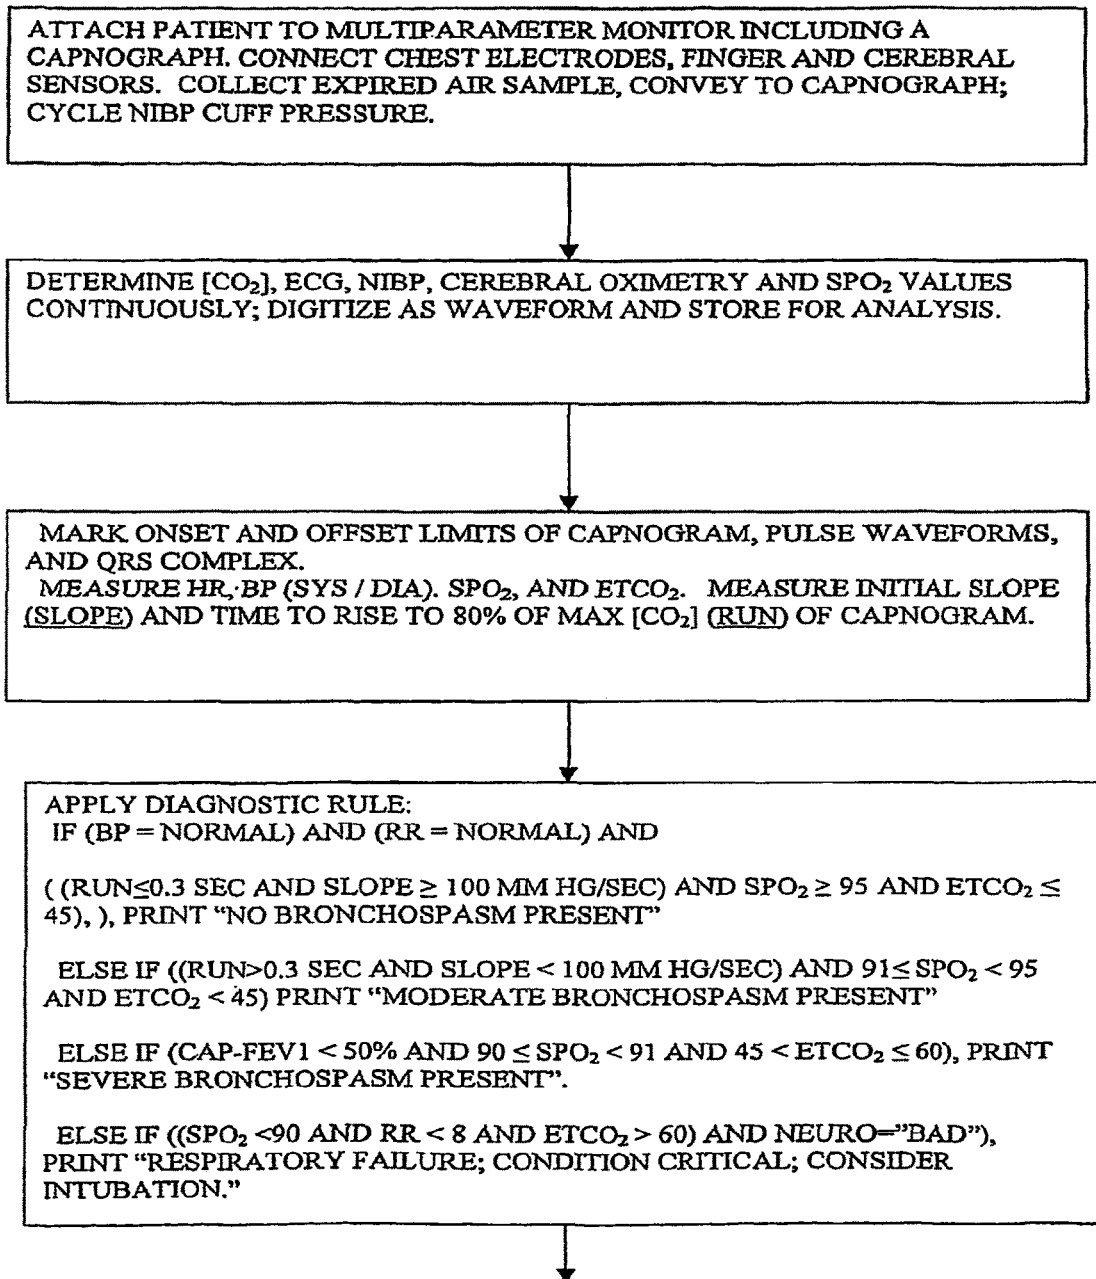 ATTACH PATIENT TO MULTIPARAMETER MONITOR INCLUDING A
CAPNOGRAPH. CONNECT CHEST ELECTRODES, FINGER AND CEREBRAL
SENSORS. COLLECT EXPIRED AIR SAMPLE, CONVEY TO CAPNOGRAPH;
CYCLE NIBP CUFF PRESSURE.
DETERMINE [CO₂], ECG, NIBP, CEREBRAL OXIMETRY AND SPO₂ VALUES
CONTINUOUSLY; DIGITIZE AS WAVEFORM AND STORE FOR ANALYSIS.
MARK ONSET AND OFFSET LIMITS OF CAPNOGRAM, PULSE WAVEFORMS,
AND QRS COMPLEX.
MEASURE HR, BP (SYS / DIA). SPO₂, AND ETCO₂. MEASURE INITIAL SLOPE
(SLOPE) AND TIME TO RISE TO 80% OF MAX [CO₂] (RUN) OF CAPNOGRAM.
APPLY DIAGNOSTIC RULE:
IF (BP = NORMAL) AND (RR = NORMAL) AND
( (RUN≤0.3 SEC AND SLOPE ≥ 100 MM HG/SEC) AND SPO₂ ≥ 95 AND ETCO₂ ≤
45), ), PRINT “NO BRONCHOSPASM PRESENT”
ELSE IF ((RUN>0.3 SEC AND SLOPE < 100 MM HG/SEC) AND 91≤ SPO₂ < 95
AND ETCO₂ < 45) PRINT “MODERATE BRONCHOSPASM PRESENT”
ELSE IF (CAP-FEV1 < 50% AND 90 ≤ SPO₂ < 91 AND 45 < ETCO₂ ≤ 60), PRINT
“SEVERE BRONCHOSPASM PRESENT”.
ELSE IF ((SPO₂ <90 AND RR < 8 AND ETCO₂ > 60) AND NEURO=”BAD”),
PRINT “RESPIRATORY FAILURE; CONDITION CRITICAL; CONSIDER
INTUBATION.”